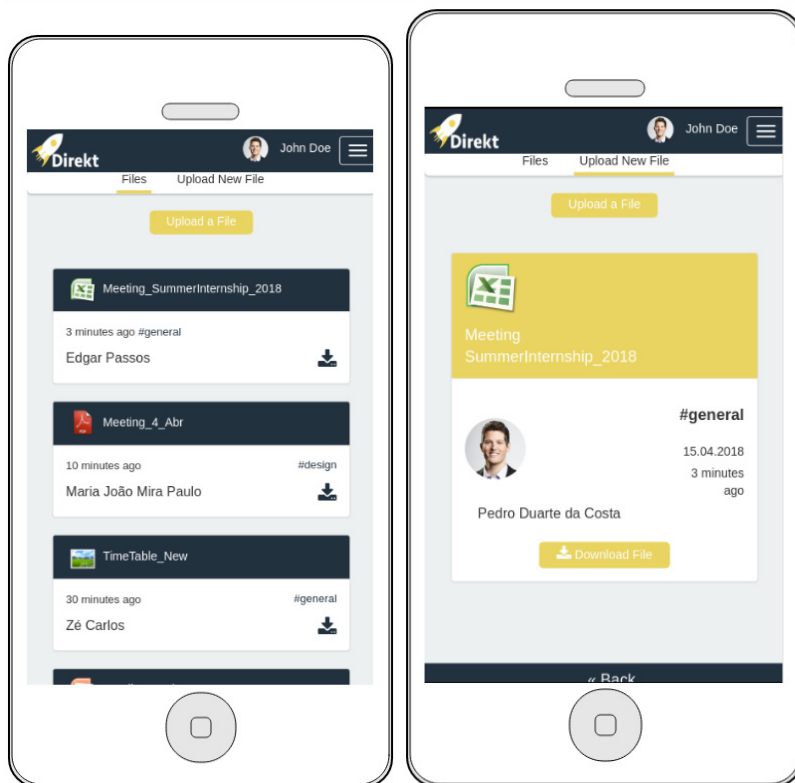 Direkt
John Doe
Files Upload New File
Upload a File
Meeting_SummerInternship_2018
3 minutes ago #general
Edgar Passos
Meeting_4_Abr
10 minutes ago #design
Maria João Mira Paulo
TimeTable_New
30 minutes ago #general
Zé Carlos
Direkt
John Doe
Files Upload New File
Upload a File
Meeting
SummerInternship_2018
#general
15.04.2018
3 minutes
ago
Pedro Duarte da Costa
Download File
« Back